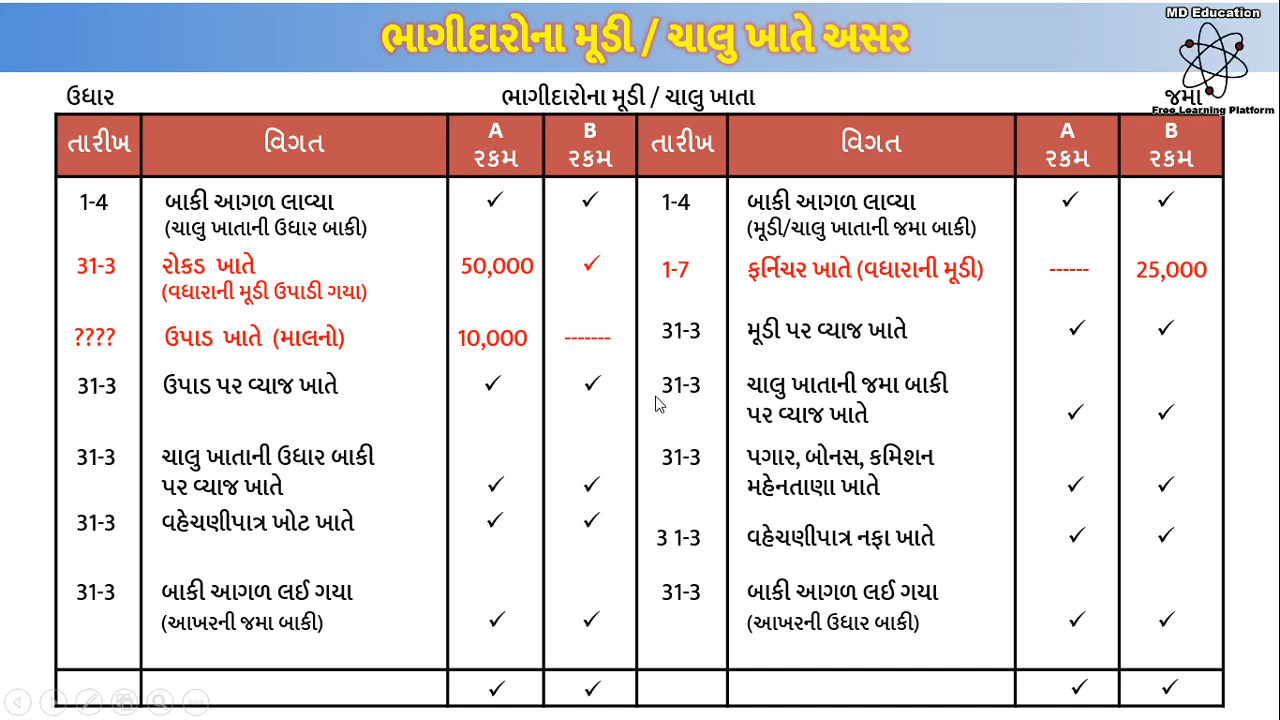 ભાગીદારોના મૂડી / ચાલુ ખાતે અસર
MD Education
Free Learning Platform
ઉધાર ભાગીદારોના મૂડી / ચાલુ ખાતા જમા
તારીખ વિગત A રકમ B રકમ તારીખ વિગત A રકમ B રકમ
1-4 બાકી આગળ લાવ્યા ✓ ✓ 1-4 બાકી આગળ લાવ્યા ✓ ✓
(ચાલુ ખાતાની ઉધાર બાકી) (મૂડી/ચાલુ ખાતાની જમા બાકી)
31-3 રોકડ ખાતે 50,000 ✓ 1-7 ફર્નિચર ખાતે (વધારાની મૂડી) ------ 25,000
(વધારાની મૂડી ઉપાડી ગયા)
???? ઉપાડ ખાતે (માલનો) 10,000 ------- 31-3 મૂડી પર વ્યાજ ખાતે ✓ ✓
31-3 ઉપાડ પર વ્યાજ ખાતે ✓ ✓ 31-3 ચાલુ ખાતાની જમા બાકી
પર વ્યાજ ખાતે ✓ ✓
31-3 ચાલુ ખાતાની ઉધાર બાકી 31-3 પગાર, બોનસ, કમિશન
પર વ્યાજ ખાતે ✓ ✓ મહેનતાણા ખાતે ✓ ✓
31-3 વહેચણીપાત્ર ખોટ ખાતે ✓ ✓ 3 1-3 વહેચણીપાત્ર નફા ખાતે ✓ ✓
31-3 બાકી આગળ લઈ ગયા 31-3 બાકી આગળ લઈ ગયા
(આખરની જમા બાકી) ✓ ✓ (આખરની ઉધાર બાકી) ✓ ✓
✓ ✓ ✓ ✓